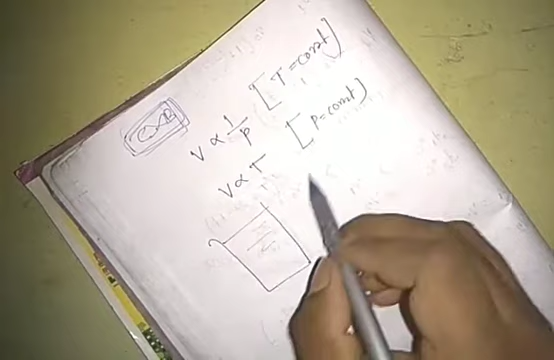 V ∝ 1/P [T = const]
V ∝ T [P = const]